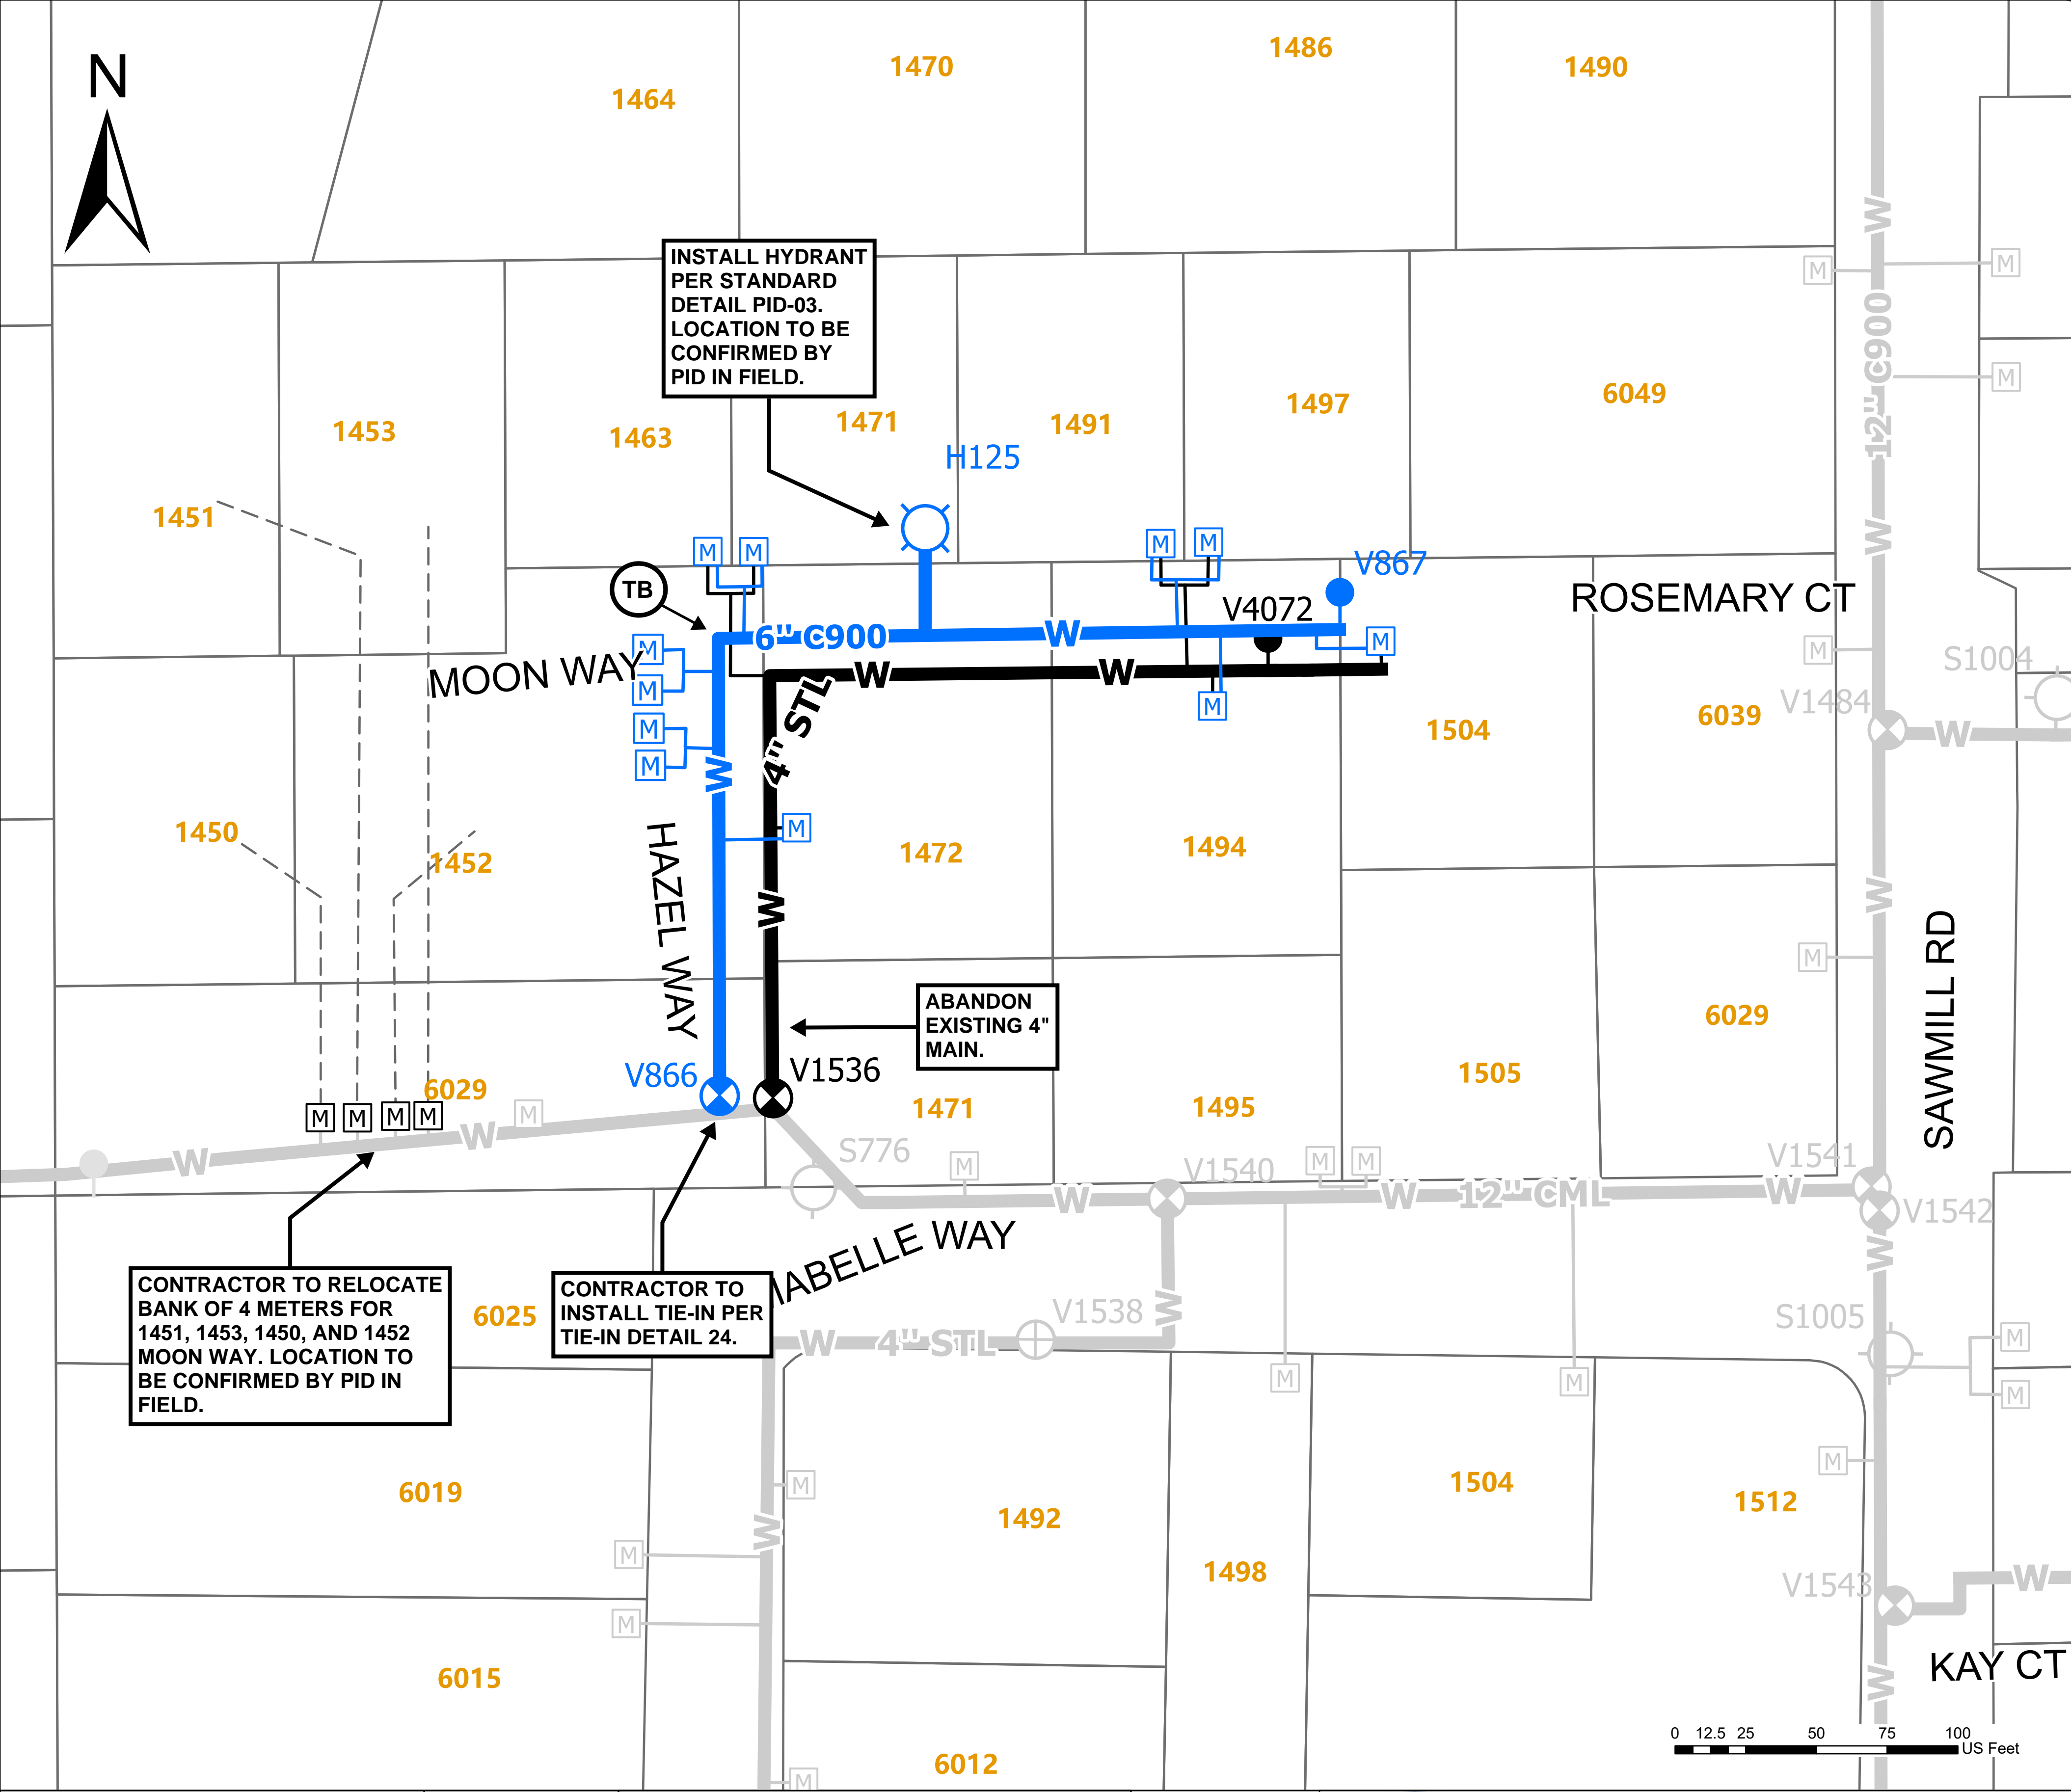 N
1464
1470
1486
1490
INSTALL HYDRANT
PER STANDARD
DETAIL PID-03.
LOCATION TO BE
CONFIRMED BY
PID IN FIELD.
W
M
M
12" C900
M
1451
1453
1463
1471
1491
1497
6049
H125
W
M
M
M
M
TB
V867
V4072
ROSEMARY CT
6" C900
W
M
M
M
MOON WAY
M
M
M
M
W
W
4" STL
M
S1004
V1484
W
1504
6039
W
M
HAZEL WAY
1450
1452
1472
1494
W
W
M
SAWMILL RD
ABANDON
EXISTING 4"
MAIN.
6029
V866
V1536
6029
1471
1495
1505
M
M
M
M
M
W
W
S776
M
V1540
M
M
V1541
W
W
12" CML
W
V1542
W
MABELLE WAY
CONTRACTOR TO RELOCATE
BANK OF 4 METERS FOR
1451, 1453, 1450, AND 1452
MOON WAY. LOCATION TO
BE CONFIRMED BY PID IN
FIELD.
6025
CONTRACTOR TO
INSTALL TIE-IN PER
TIE-IN DETAIL 24.
W
4" STL
V1538
W
M
M
S1005
M
M
6019
M
W
M
1492
1498
1504
1512
M
V1543
W
6015
M
6012
M
W
KAY CT
0 12.5 25 50 75 100
US Feet